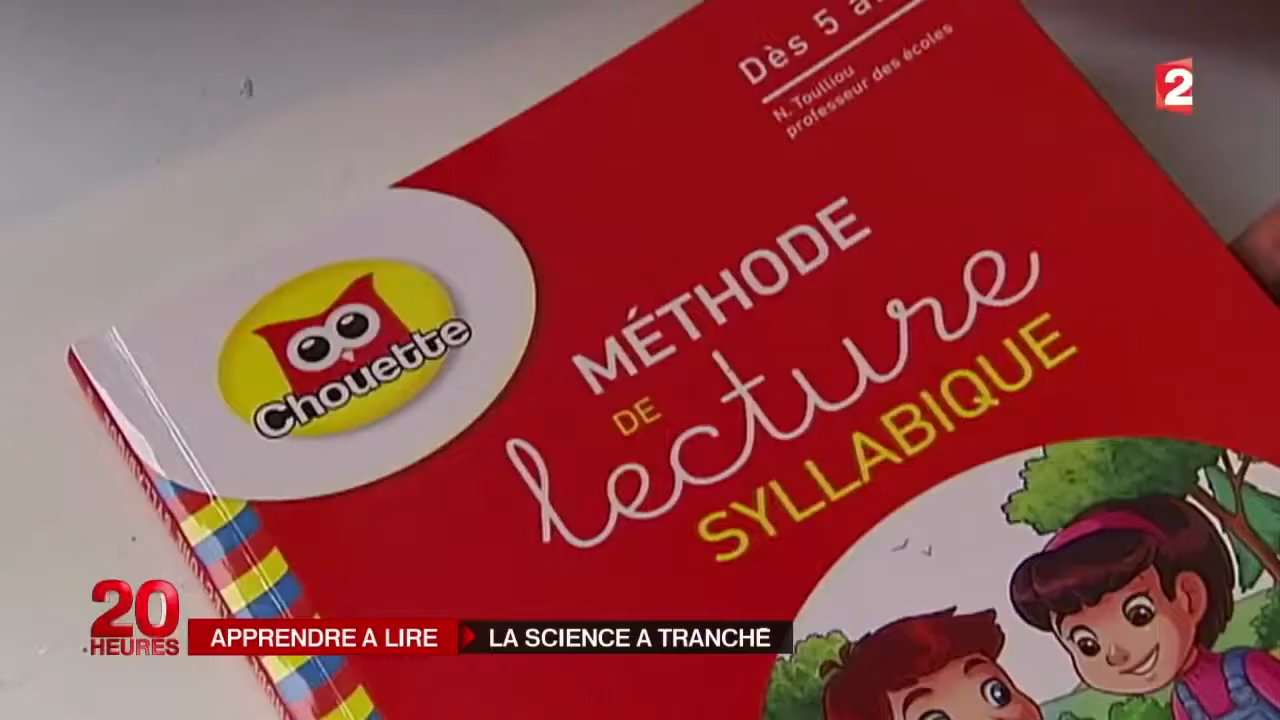 Dès 5 a
N. Toulliou
professeur des écoles
2
Chouette
MÉTHODE
DE
lecture
SYLLABIQUE
20
HEURES
APPRENDRE A LIRE
LA SCIENCE A TRANCHÉ